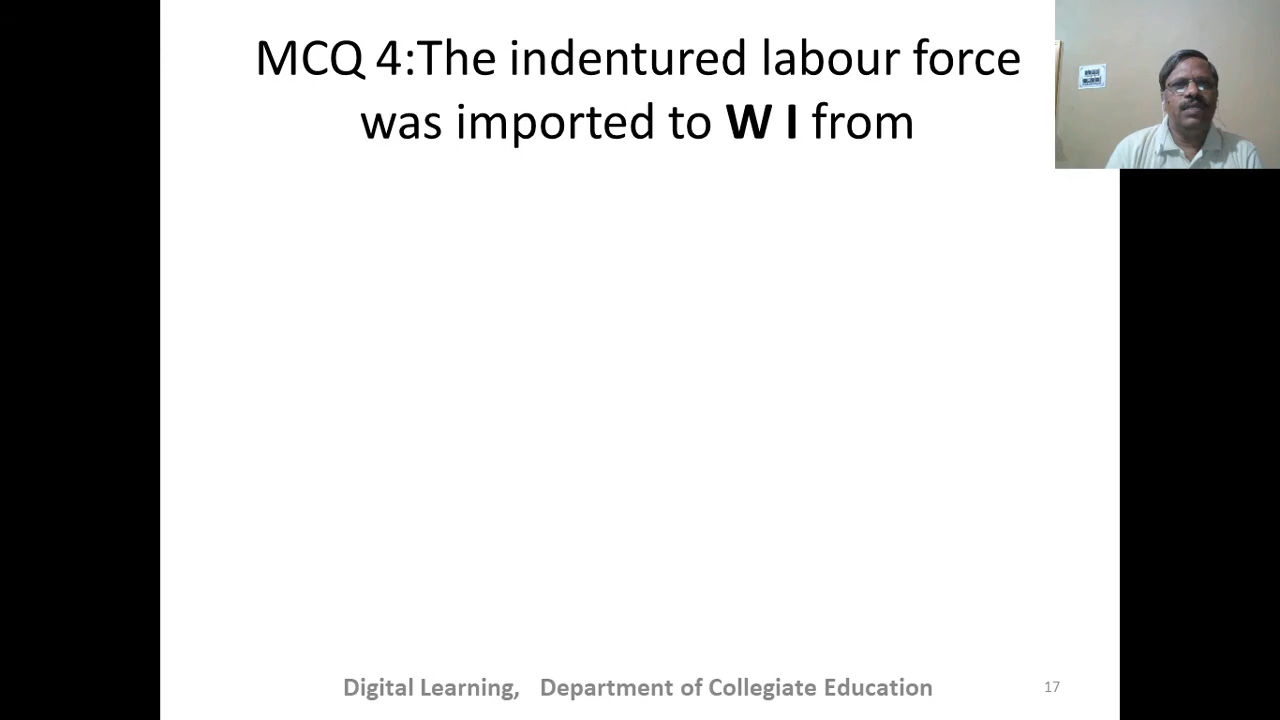 MCQ 4:The indentured labour force
was imported to W I from
Digital Learning, Department of Collegiate Education
17